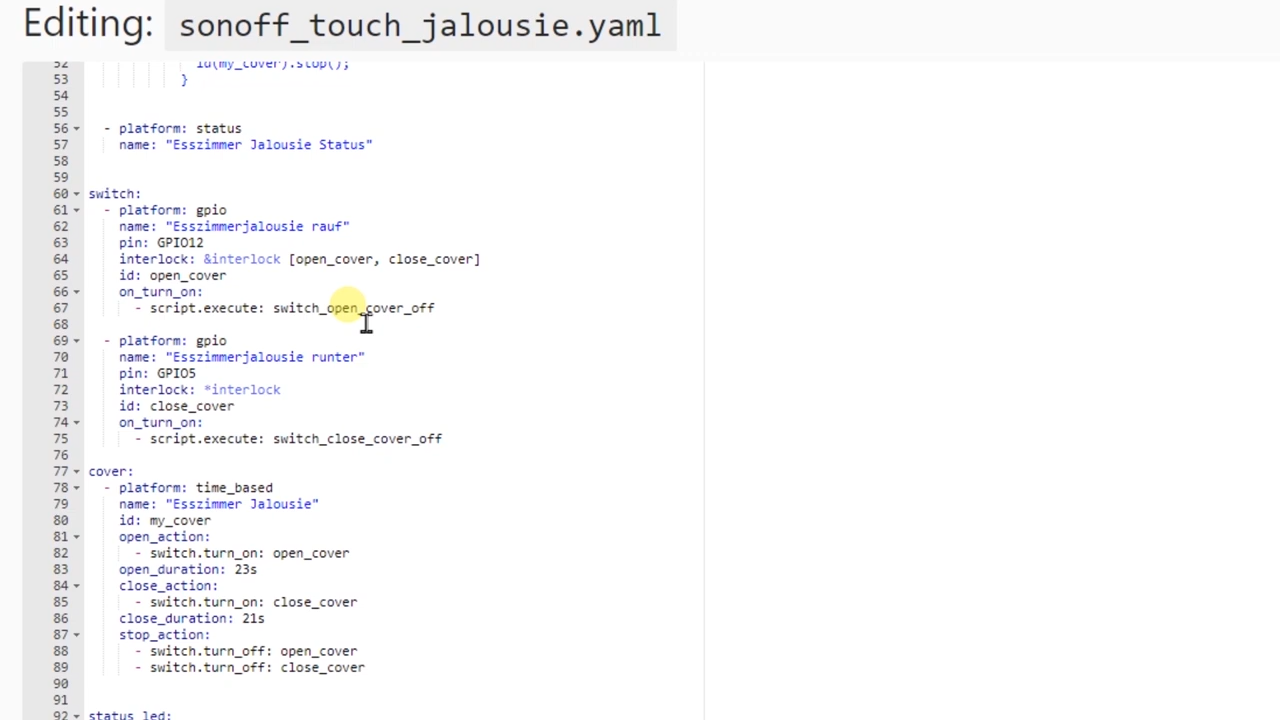 Editing: sonoff_touch_jalousie.yaml
52 id(my_cover).stop();
53 }
54
55
56 - platform: status
57 name: "Esszimmer Jalousie Status"
58
59
60 switch:
61 - platform: gpio
62 name: "Esszimmerjalousie rauf"
63 pin: GPIO12
64 interlock: &interlock [open_cover, close_cover]
65 id: open_cover
66 on_turn_on:
67 - script.execute: switch_open_cover_off
68
69 - platform: gpio
70 name: "Esszimmerjalousie runter"
71 pin: GPIO5
72 interlock: *interlock
73 id: close_cover
74 on_turn_on:
75 - script.execute: switch_close_cover_off
76
77 cover:
78 - platform: time_based
79 name: "Esszimmer Jalousie"
80 id: my_cover
81 open_action:
82 - switch.turn_on: open_cover
83 open_duration: 23s
84 close_action:
85 - switch.turn_on: close_cover
86 close_duration: 21s
87 stop_action:
88 - switch.turn_off: open_cover
89 - switch.turn_off: close_cover
90
91
92 status_led: